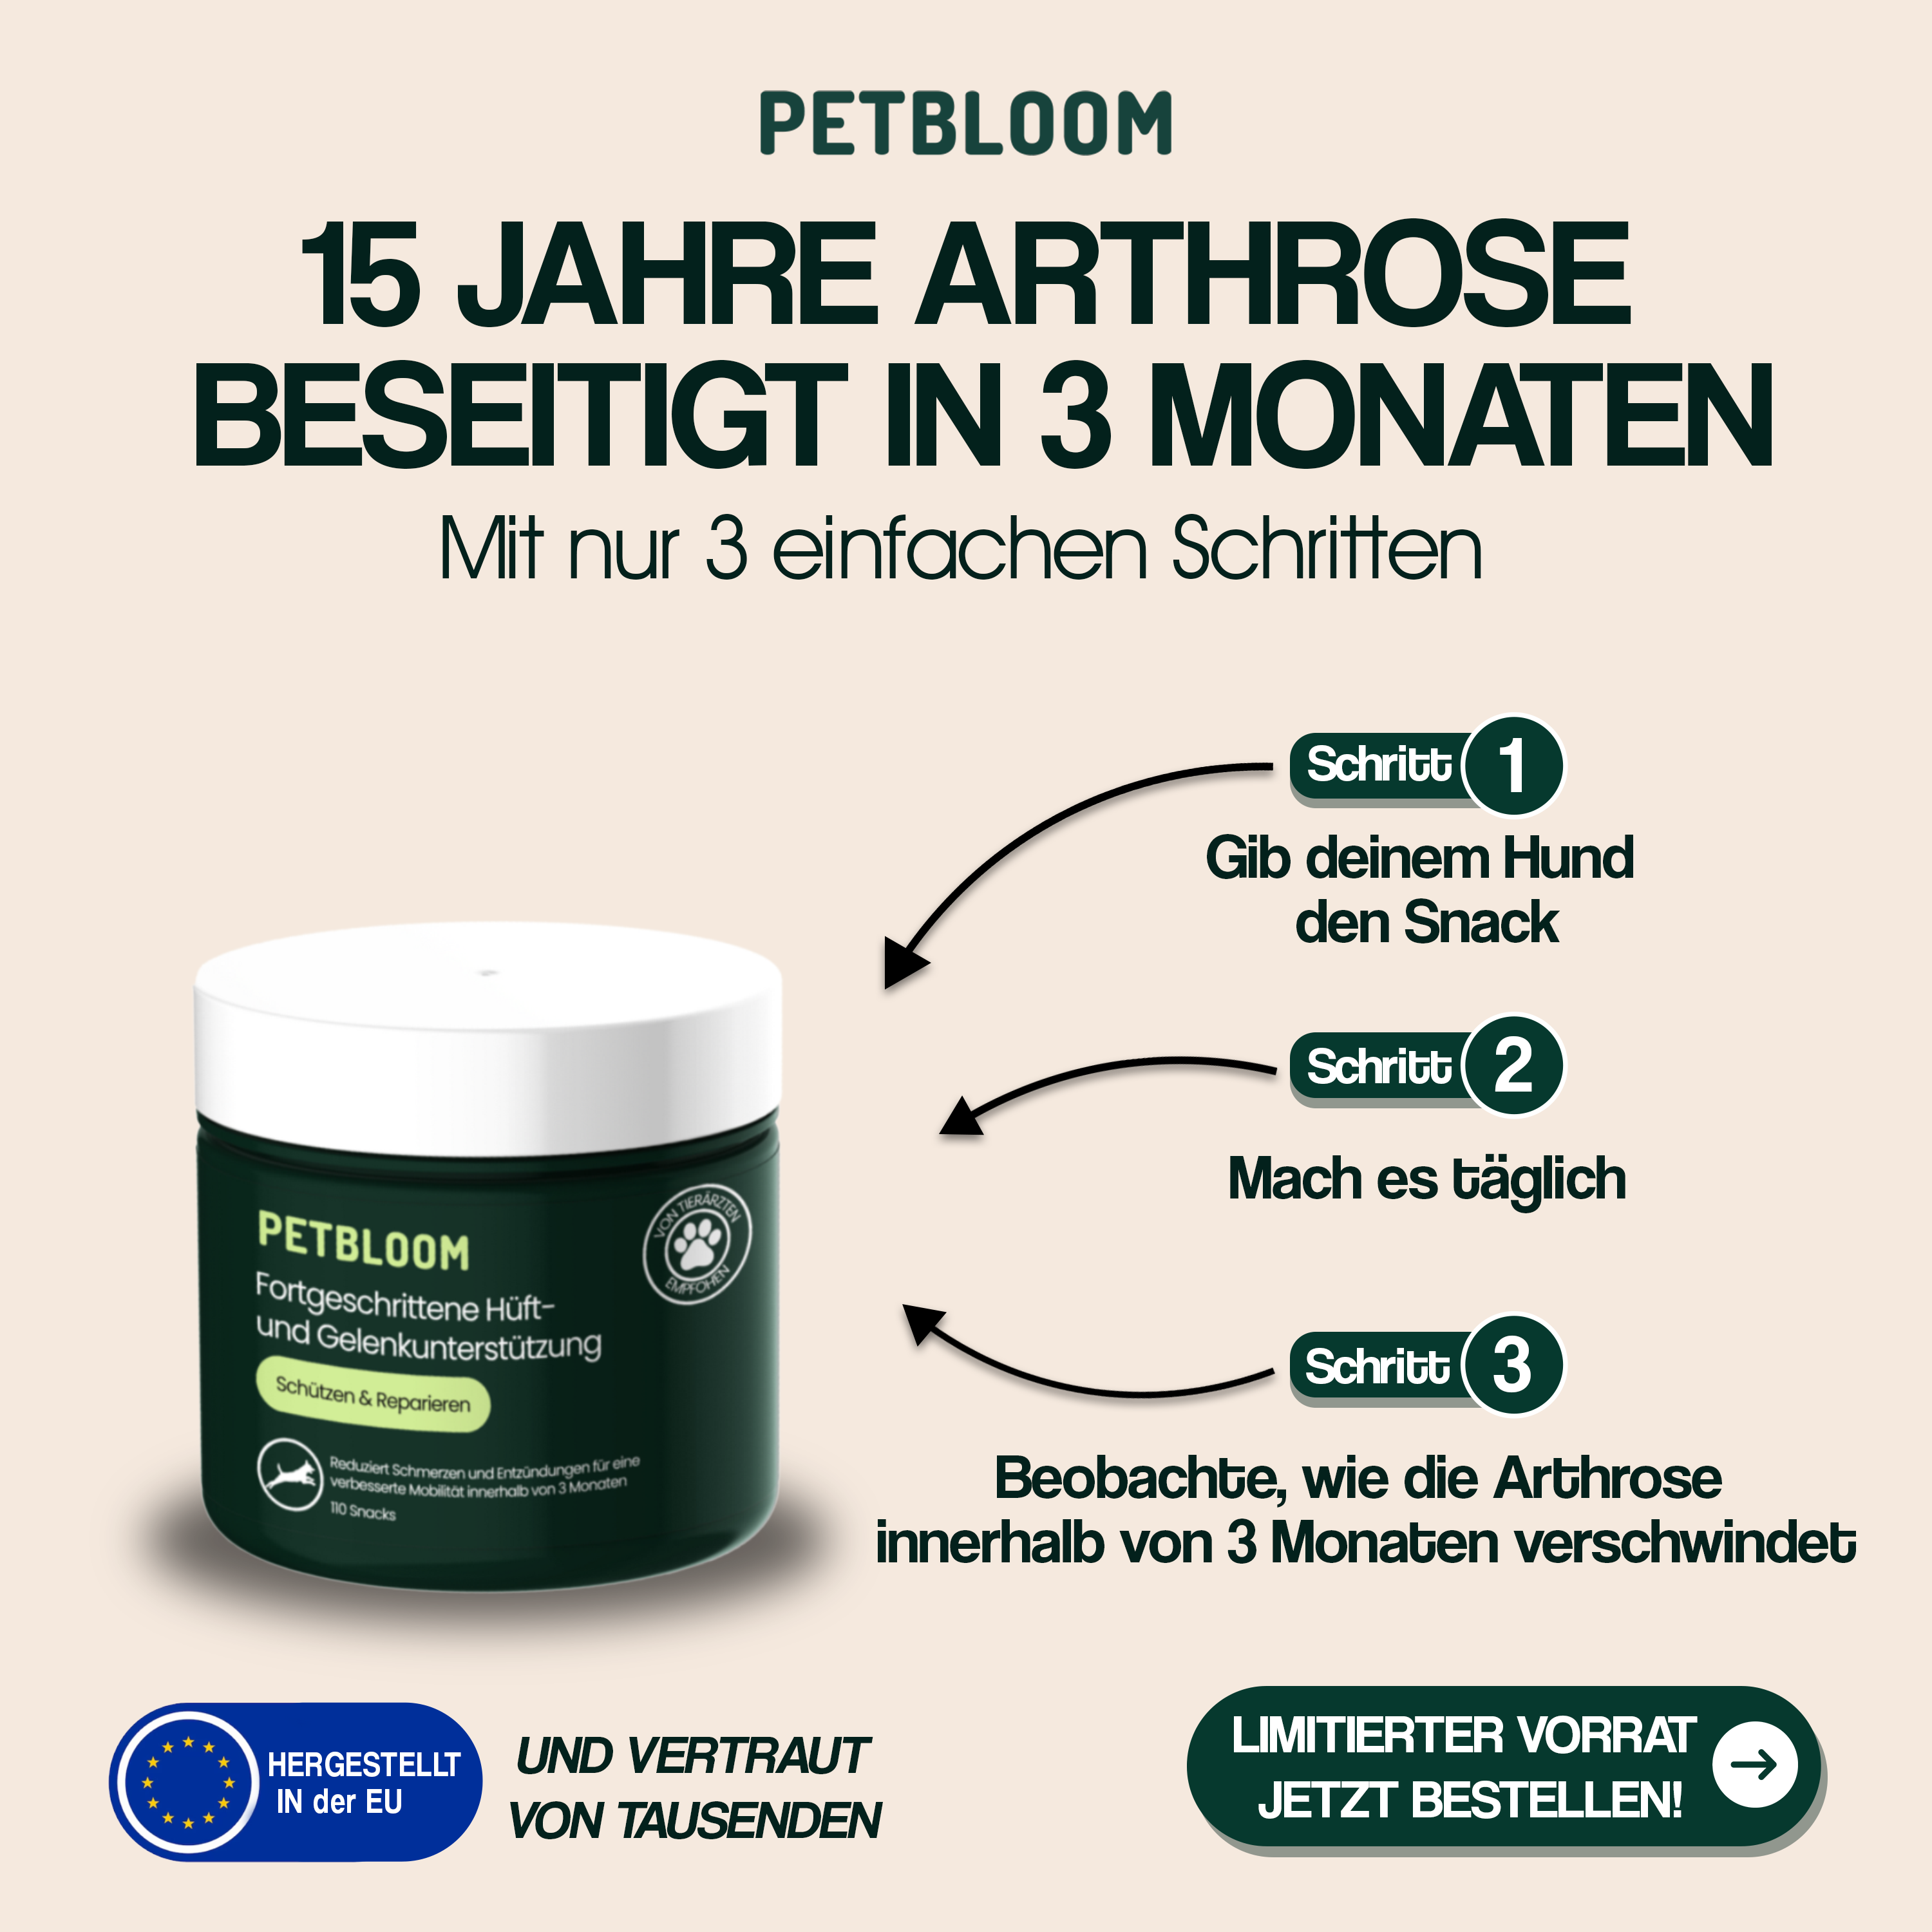 PETBLOOM
15 JAHRE ARTHROSE
BESEITIGT IN 3 MONATEN
Mit nur 3 einfachen Schritten
Schritt 1
Gib deinem Hund
den Snack
Schritt 2
Mach es täglich
Schritt 3
Beobachte, wie die Arthrose
innerhalb von 3 Monaten verschwindet
VON TIERÄRZTEN
EMPFOHEN
PETBLOOM
Fortgeschrittene Hüft-
und Gelenkunterstützung
Schützen & Reparieren
Reduziert Schmerzen und Entzündungen für eine
verbesserte Mobilität innerhalb von 3 Monaten
110 Snacks
HERGESTELLT
IN der EU
UND VERTRAUT
VON TAUSENDEN
LIMITIERTER VORRAT
JETZT BESTELLEN!